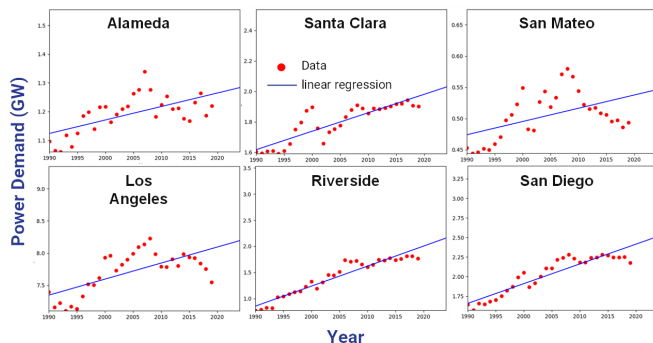 Alameda
Santa Clara
San Mateo
1.5
1.4
1.3
1.2
1.1
2.6
2.4
2.2
2.0
1.8
1.6
0.65
0.60
0.55
0.50
0.45
Data
linear regression
1990 1995 2000 2005 2010 2015 2020
1990 1995 2000 2005 2010 2015 2020
1990 1995 2000 2005 2010 2015 2020
Power Demand (GW)
Los
Angeles
Riverside
San Diego
9.0
8.5
8.0
7.5
3.0
2.5
2.0
1.5
1.0
3.25
3.00
2.75
2.50
2.25
2.00
1.75
1990 1995 2000 2005 2010 2015 2020
1990 1995 2000 2005 2010 2015 2020
1990 1995 2000 2005 2010 2015 2020
Year